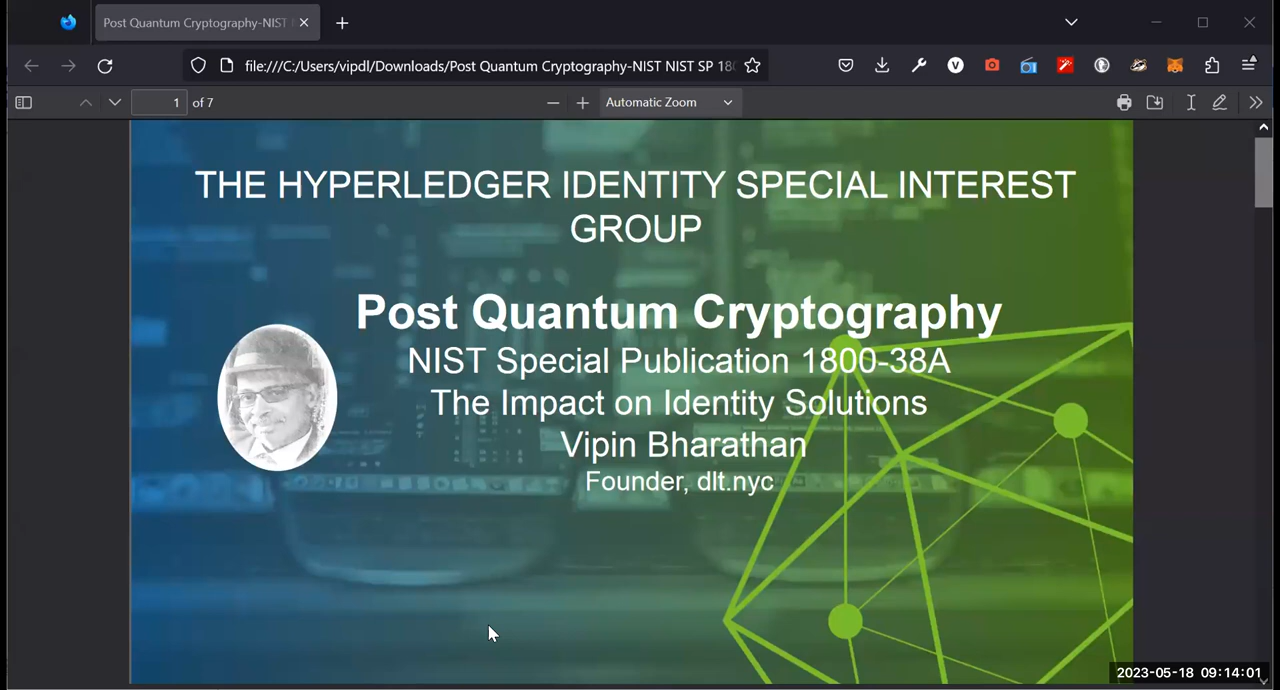 Post Quantum Cryptography-NIST
file:///C:/Users/vipdl/Downloads/Post Quantum Cryptography-NIST NIST SP 180
1 of 7
Automatic Zoom
THE HYPERLEDGER IDENTITY SPECIAL INTEREST
GROUP
Post Quantum Cryptography
NIST Special Publication 1800-38A
The Impact on Identity Solutions
Vipin Bharathan
Founder, dlt.nyc
2023-05-18 09:14:01